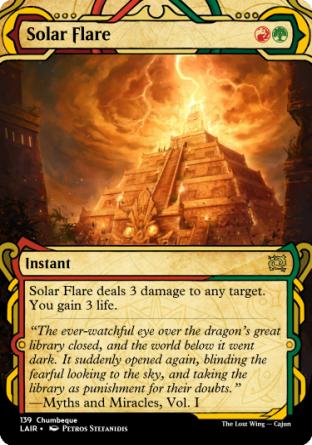 Solar Flare
Instant
Solar Flare deals 3 damage to any target.
You gain 3 life.
“The ever-watchful eye over the dragon’s great
library closed, and the world below it went
dark. It suddenly opened again, blinding the
fearful looking to the sky, and taking the
library as punishment for their doubts.”
—Myths and Miracles, Vol. I
139 Chumbeque
LAIR • Petros Stefanidis
The Lost Wing — Cajun